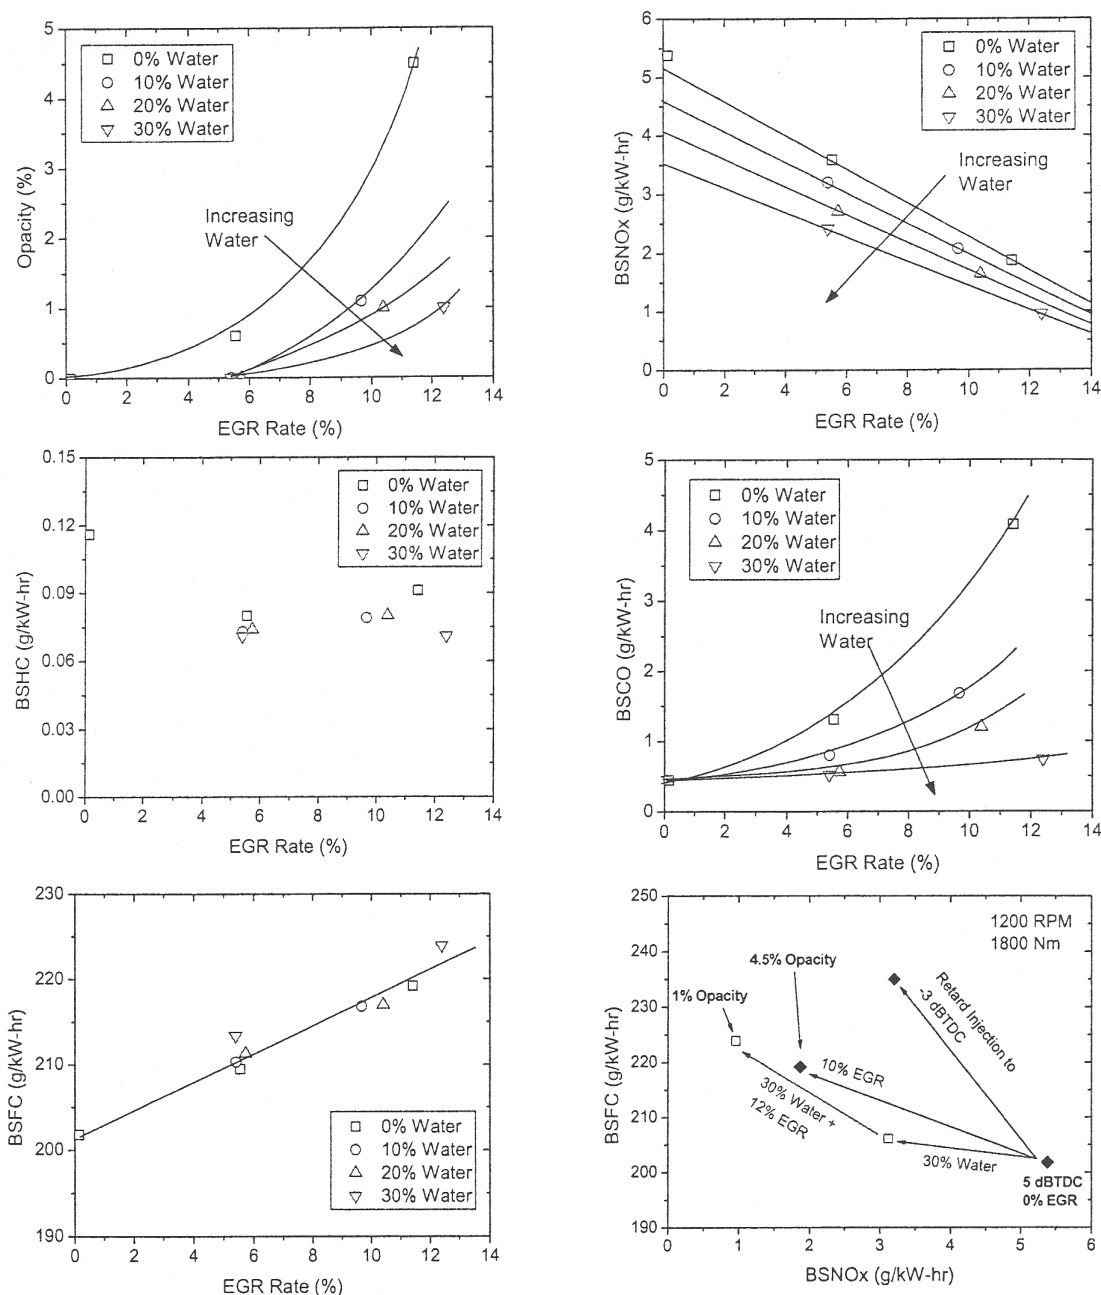 5
4
3
2
1
0
0 2 4 6 8 10 12 14
Opacity (%)
EGR Rate (%)
0% Water
10% Water
20% Water
30% Water
Increasing
Water
6
5
4
3
2
1
0
0 2 4 6 8 10 12 14
BSNOx (g/kW-hr)
EGR Rate (%)
0% Water
10% Water
20% Water
30% Water
Increasing
Water
0.15
0.12
0.09
0.06
0.03
0.00
0 2 4 6 8 10 12 14
BSHC (g/kW-hr)
EGR Rate (%)
0% Water
10% Water
20% Water
30% Water
5
4
3
2
1
0
0 2 4 6 8 10 12 14
BSCO (g/kW-hr)
EGR Rate (%)
0% Water
10% Water
20% Water
30% Water
Increasing
Water
230
220
210
200
190
0 2 4 6 8 10 12 14
BSFC (g/kW-hr)
EGR Rate (%)
0% Water
10% Water
20% Water
30% Water
250
240
230
220
210
200
190
0 1 2 3 4 5 6
BSFC (g/kW-hr)
BSNOx (g/kW-hr)
1200 RPM
1800 Nm
4.5% Opacity
1% Opacity
Retard Injection to
-3 dBTDC
10% EGR
30% Water +
12% EGR
30% Water
5 dBTDC
0% EGR